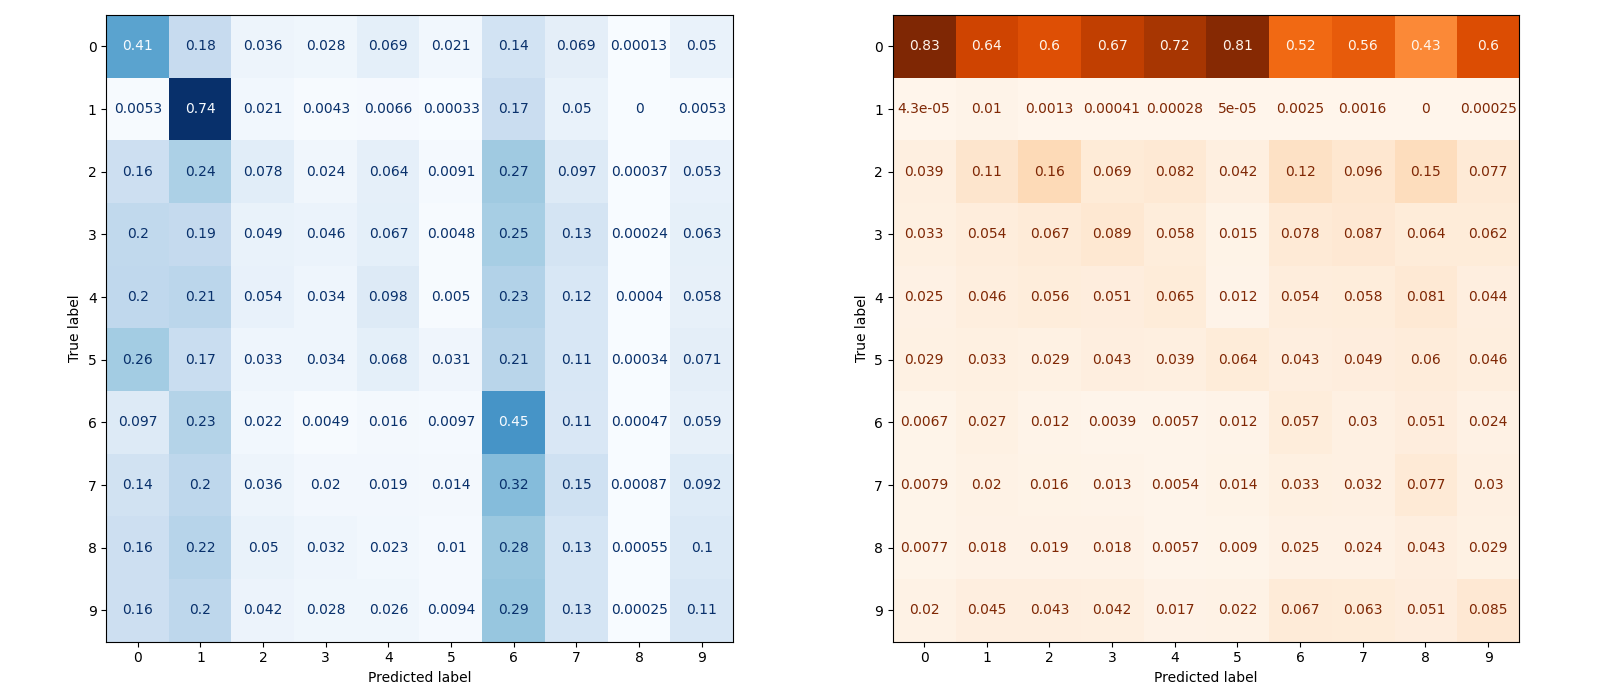 0 0.41 0.18 0.036 0.028 0.069 0.021 0.14 0.069 0.00013 0.05
1 0.0053 0.74 0.021 0.0043 0.0066 0.00033 0.17 0.05 0 0.0053
2 0.16 0.24 0.078 0.024 0.064 0.0091 0.27 0.097 0.00037 0.053
3 0.2 0.19 0.049 0.046 0.067 0.0048 0.25 0.13 0.00024 0.063
4 0.2 0.21 0.054 0.034 0.098 0.005 0.23 0.12 0.0004 0.058
True label
5 0.26 0.17 0.033 0.034 0.068 0.031 0.21 0.11 0.00034 0.071
6 0.097 0.23 0.022 0.0049 0.016 0.0097 0.45 0.11 0.00047 0.059
7 0.14 0.2 0.036 0.02 0.019 0.014 0.32 0.15 0.00087 0.092
8 0.16 0.22 0.05 0.032 0.023 0.01 0.28 0.13 0.00055 0.1
9 0.16 0.2 0.042 0.028 0.026 0.0094 0.29 0.13 0.00025 0.11
0 1 2 3 4 5 6 7 8 9
Predicted label
0 0.83 0.64 0.6 0.67 0.72 0.81 0.52 0.56 0.43 0.6
1 4.3e-05 0.01 0.0013 0.00041 0.00028 5e-05 0.0025 0.0016 0 0.00025
2 0.039 0.11 0.16 0.069 0.082 0.042 0.12 0.096 0.15 0.077
3 0.033 0.054 0.067 0.089 0.058 0.015 0.078 0.087 0.064 0.062
4 0.025 0.046 0.056 0.051 0.065 0.012 0.054 0.058 0.081 0.044
True label
5 0.029 0.033 0.029 0.043 0.039 0.064 0.043 0.049 0.06 0.046
6 0.0067 0.027 0.012 0.0039 0.0057 0.012 0.057 0.03 0.051 0.024
7 0.0079 0.02 0.016 0.013 0.0054 0.014 0.033 0.032 0.077 0.03
8 0.0077 0.018 0.019 0.018 0.0057 0.009 0.025 0.024 0.043 0.029
9 0.02 0.045 0.043 0.042 0.017 0.022 0.067 0.063 0.051 0.085
0 1 2 3 4 5 6 7 8 9
Predicted label